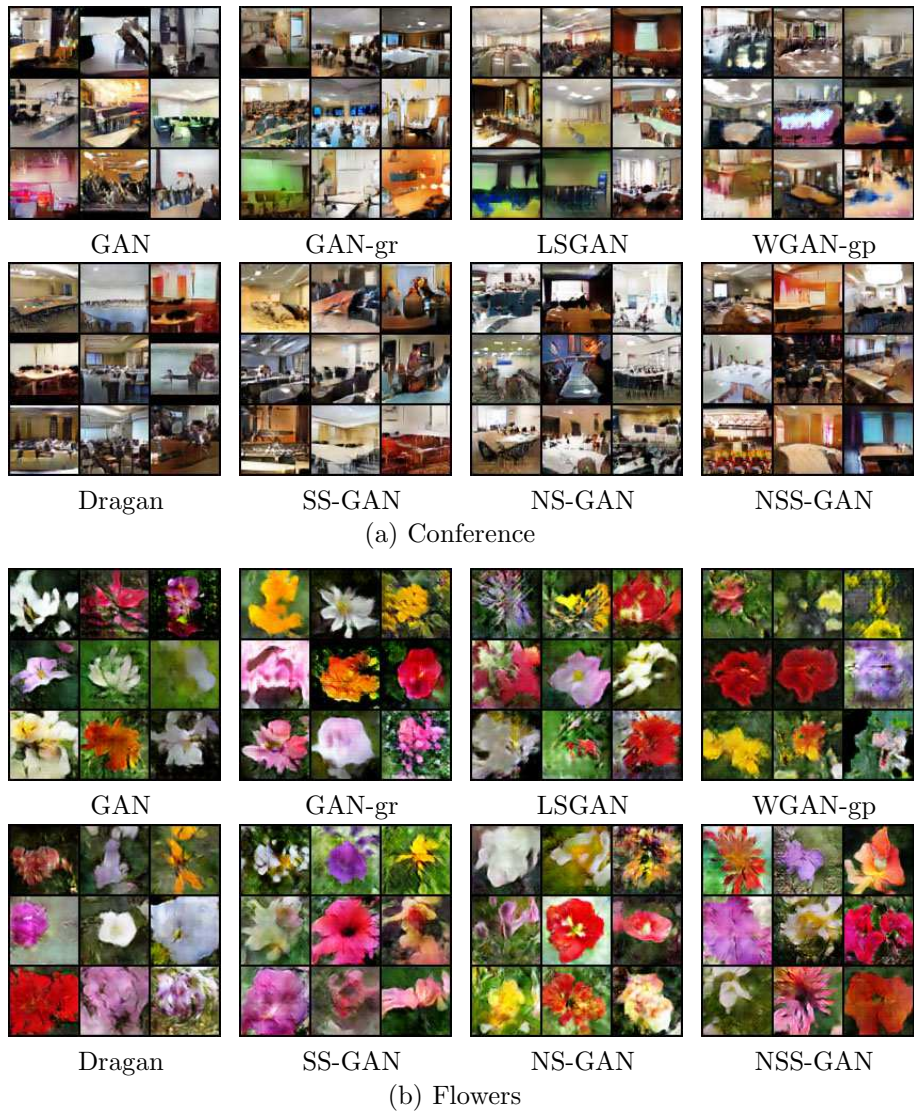 GAN GAN-gr LSGAN WGAN-gp
Dragan SS-GAN NS-GAN NSS-GAN
(a) Conference
GAN GAN-gr LSGAN WGAN-gp
Dragan SS-GAN NS-GAN NSS-GAN
(b) Flowers